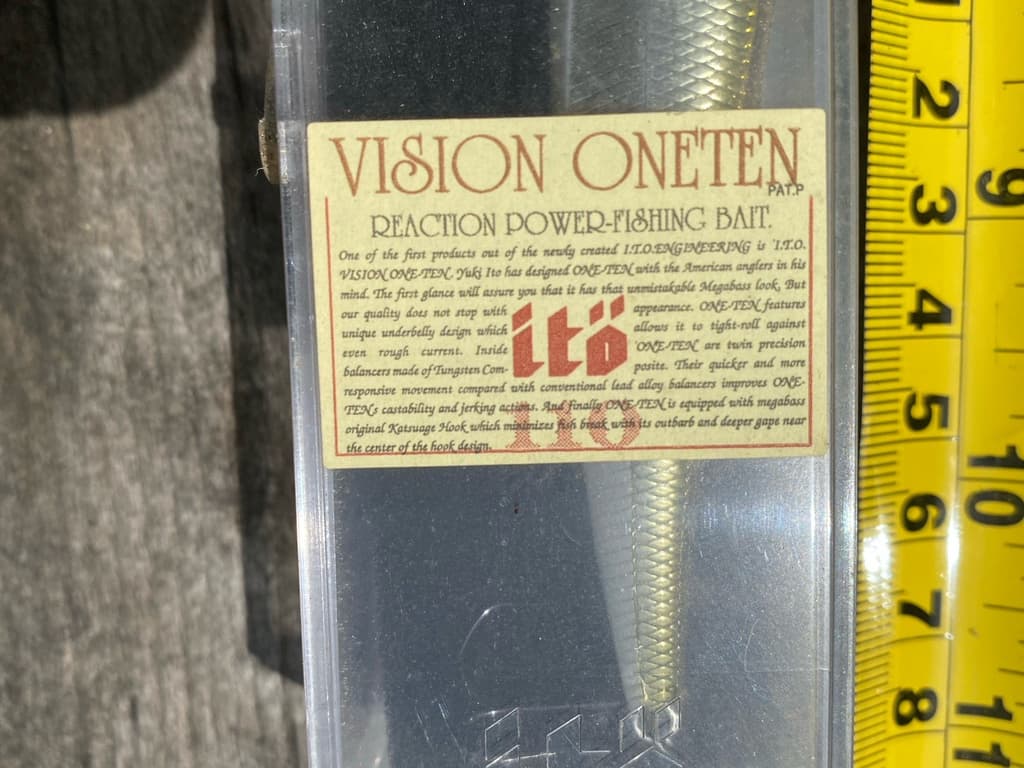 VISION ONETEN
PAT.P
REACTION POWER-FISHING BAIT.
One of the first products out of the newly created I.T.O.ENGINEERING is 'I.T.O.
VISION ONE-TEN. Yuki Ito has designed ONE-TEN with the American anglers in his
mind. The first glance will assure you that it has that unmistakable Megabass look, But
our quality does not stop with appearance. ONE-TEN features
unique underbelly design which allows it to tight-roll against
even rough current. Inside 'ONE-TEN are twin precision
balancers made of Tungsten Com- posite. Their quicker and more
itö
responsive movement compared with conventional lead alloy balancers improves ONE-
TEN's castability and jerking actions. And finally ONE-TEN is equipped with megabass
original Katsuage Hook which minimizes fish break with its outbarb and deeper gape near
the center of the hook design.
110
2
3
4
5
6
7
8
9
10
11